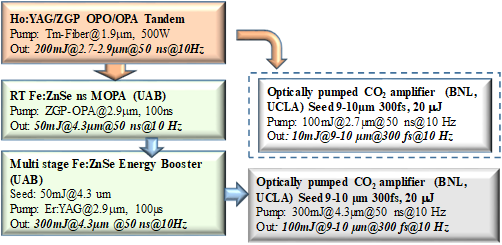 Ho:YAG/ZGP OPO/OPA Tandem
Pump: Tm-Fiber@1.9μm, 500W
Out: 200mJ@2.7-2.9μm@50 ns@10Hz
RT Fe:ZnSe ns MOPA (UAB)
Pump: ZGP-OPA@2.9μm, 100ns
Out: 50mJ@4.3μm@50 ns@10 Hz
Multi stage Fe:ZnSe Energy Booster
(UAB)
Seed: 50mJ@4.3 um
Pump: Er:YAG@2.9μm, 100μs
Out: 300mJ@4.3μm @50 ns@10Hz
Optically pumped CO₂ amplifier (BNL,
UCLA) Seed 9-10μm 300fs, 20 μJ
Pump: 100mJ@2.7μm@50 ns@10 Hz
Out: 10mJ@9-10 μm@300 fs@10 Hz
Optically pumped CO₂ amplifier (BNL,
UCLA) Seed 9-10 μm 300fs, 20 μJ
Pump: 300mJ@4.3μm@50 ns@10 Hz
Out: 100mJ@9-10 μm@300 fs@10 Hz